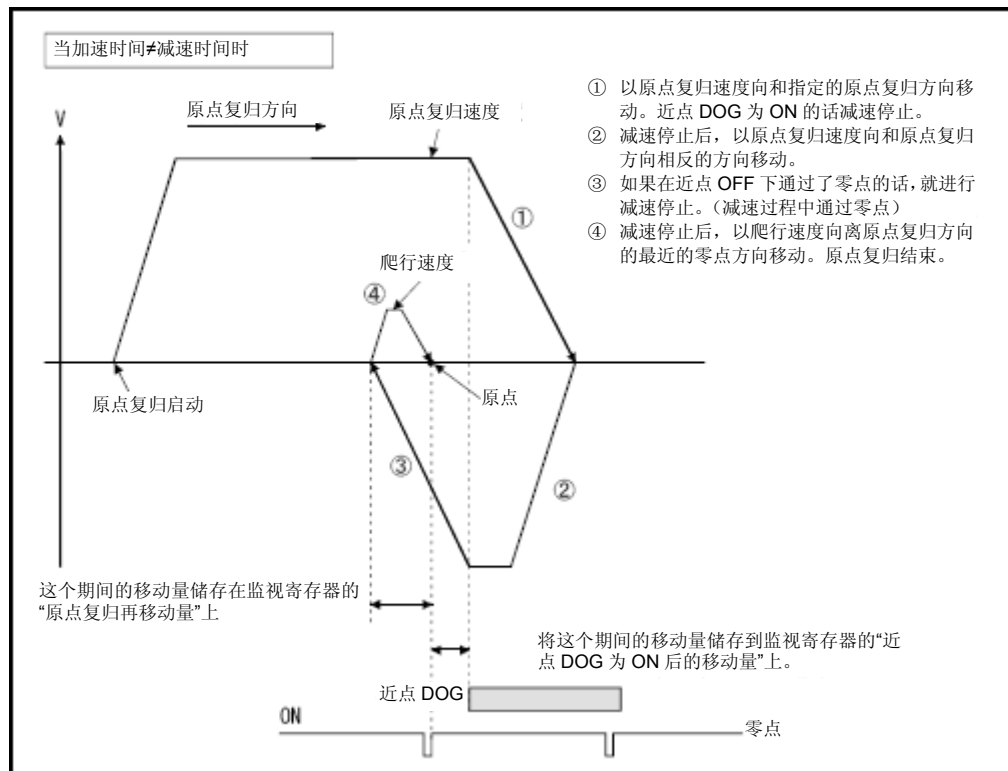 当加速时间≠减速时间时
V
原点复归方向
原点复归速度
① 以原点复归速度向和指定的原点复归方向移
动。近点 DOG 为 ON 的话减速停止。
② 减速停止后，以原点复归速度向和原点复归
方向相反的方向移动。
③ 如果在近点 OFF 下通过了零点的话，就进行
减速停止。（减速过程中通过零点）
④ 减速停止后，以爬行速度向离原点复归方向
的最近的零点方向移动。原点复归结束。
①
爬行速度
④
原点复归启动
原点
③
②
这个期间的移动量储存在监视寄存器的
“原点复归再移动量”上
将这个期间的移动量储存到监视寄存器的“近
点 DOG 为 ON 后的移动量”上。
近点 DOG
ON
零点